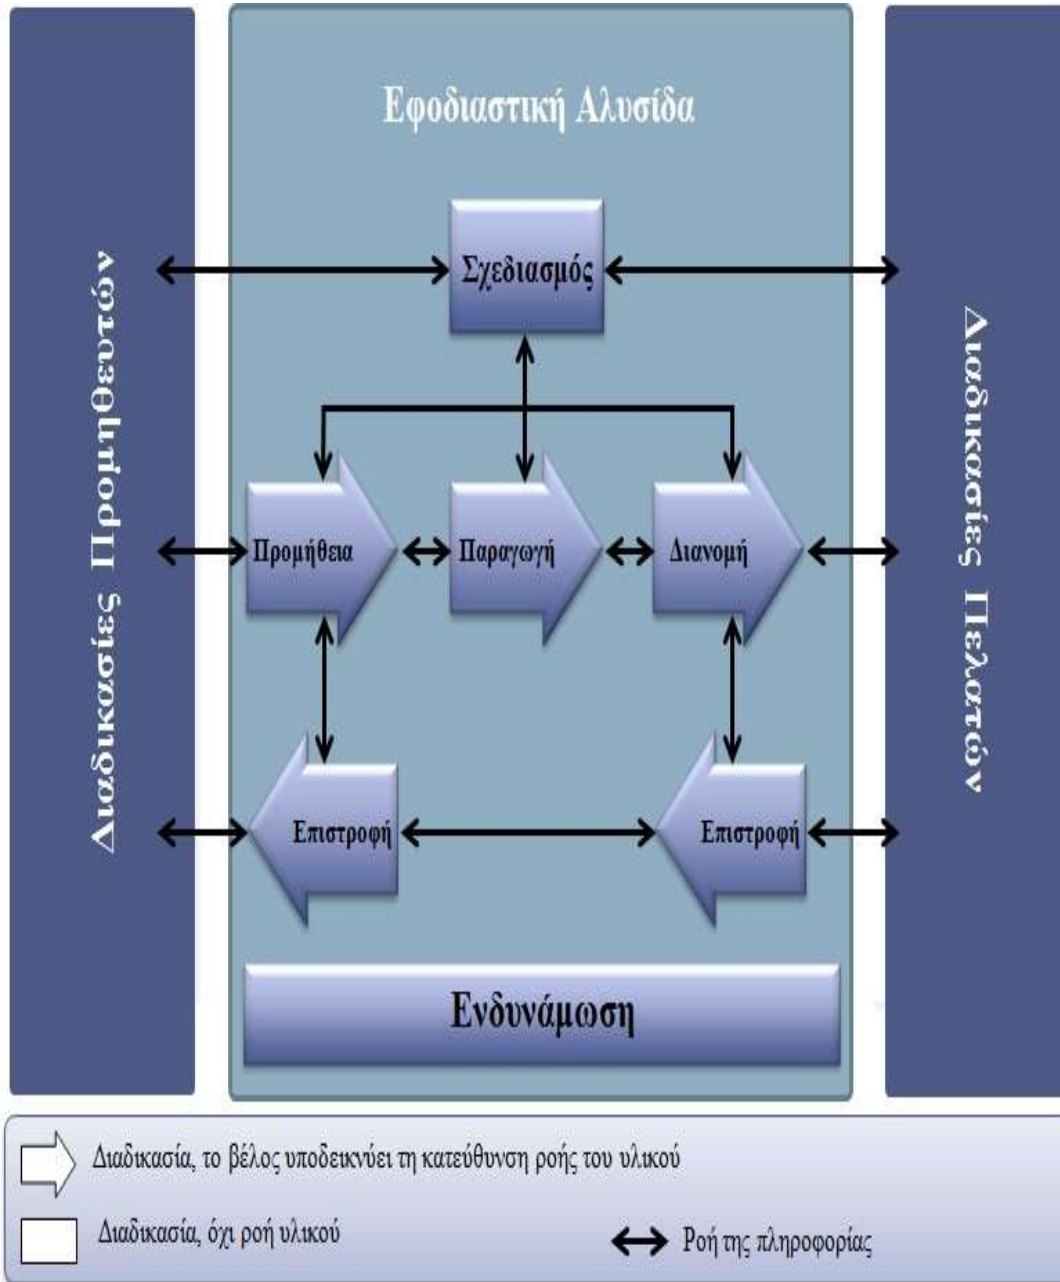 Εφοδιαστική Αλυσίδα
Διαδικασίες Προμηθευτών
Σχεδιασμός
Διαδικασίες Πελατών
Προμήθεια
Παραγωγή
Διανομή
Επιστροφή
Επιστροφή
Ενδυνάμωση
Διαδικασία, το βέλος υποδεικνύει τη κατεύθυνση ροής του υλικού
Διαδικασία, όχι ροή υλικού
Ροή της πληροφορίας